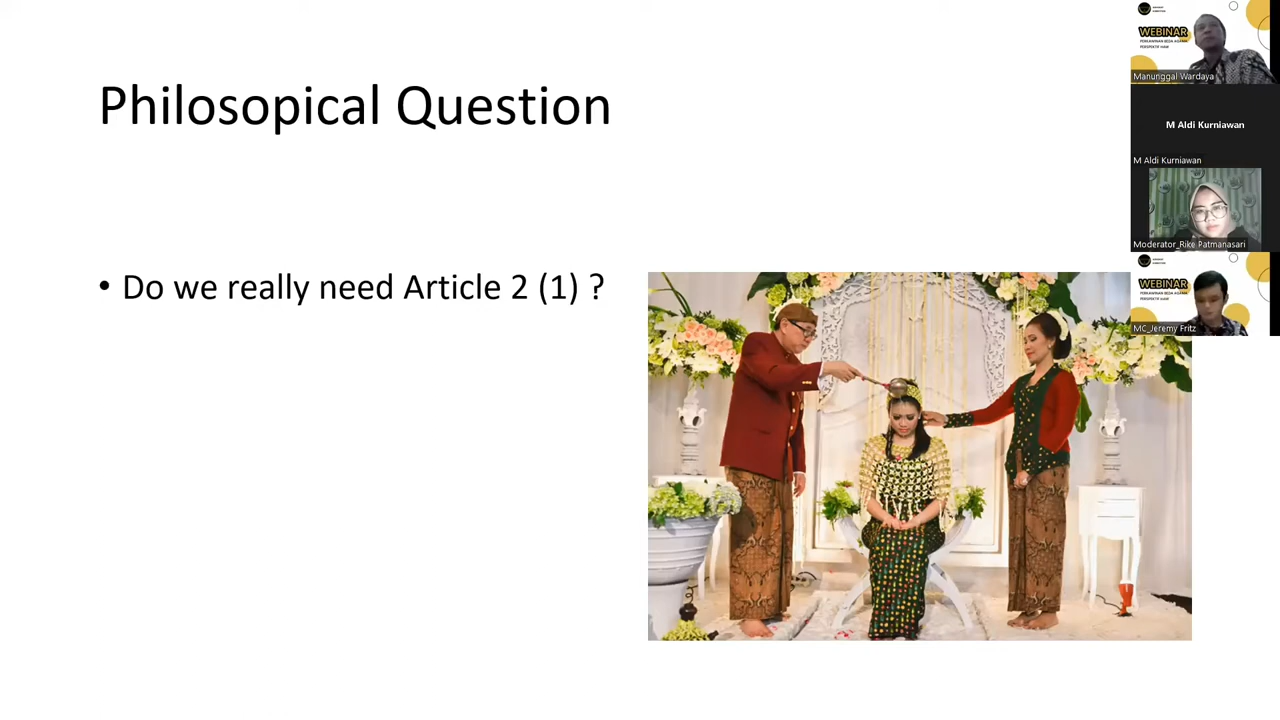 Philosopical Question
• Do we really need Article 2 (1) ?
WEBINAR
Manunggal Wardaya
M Aldi Kurniawan
M Aldi Kurniawan
Moderator_Rike Patmanasari
WEBINAR
MC_Jeremy Fritz